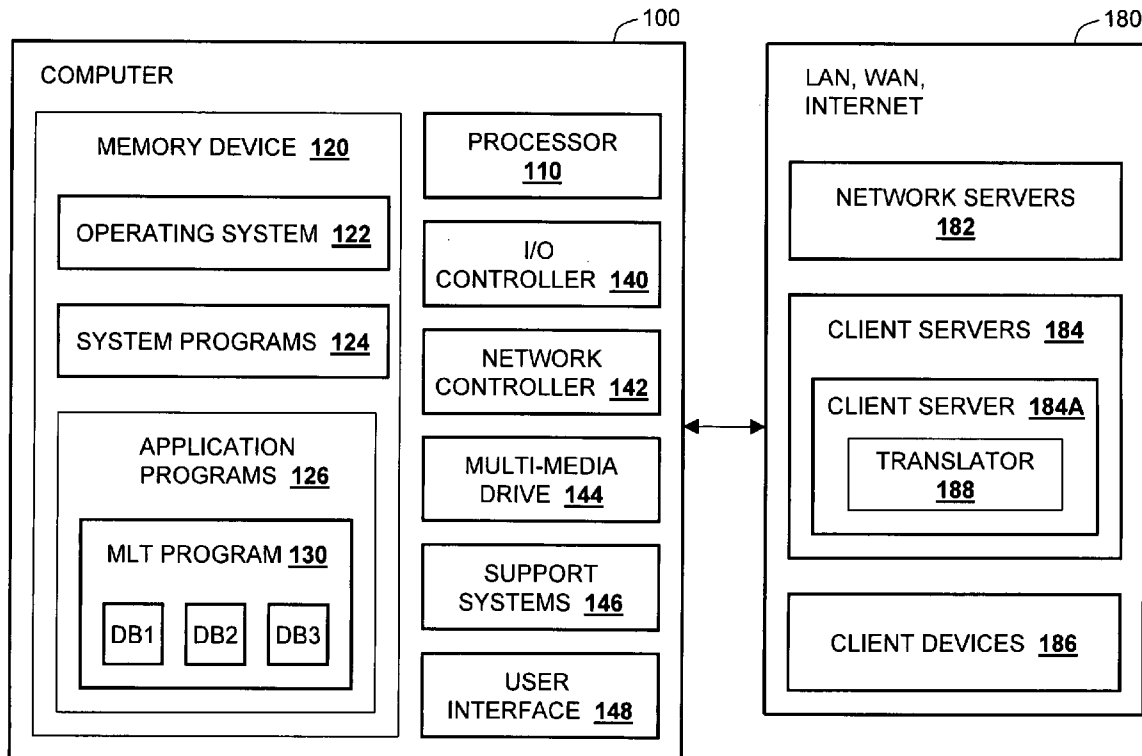 100
COMPUTER
MEMORY DEVICE 120
OPERATING SYSTEM 122
SYSTEM PROGRAMS 124
APPLICATION
PROGRAMS 126
MLT PROGRAM 130
DB1 DB2 DB3
PROCESSOR
110
I/O
CONTROLLER 140
NETWORK
CONTROLLER 142
MULTI-MEDIA
DRIVE 144
SUPPORT
SYSTEMS 146
USER
INTERFACE 148
180
LAN, WAN,
INTERNET
NETWORK SERVERS
182
CLIENT SERVERS 184
CLIENT SERVER 184A
TRANSLATOR
188
CLIENT DEVICES 186